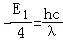 -E₁/4 = hc/λ